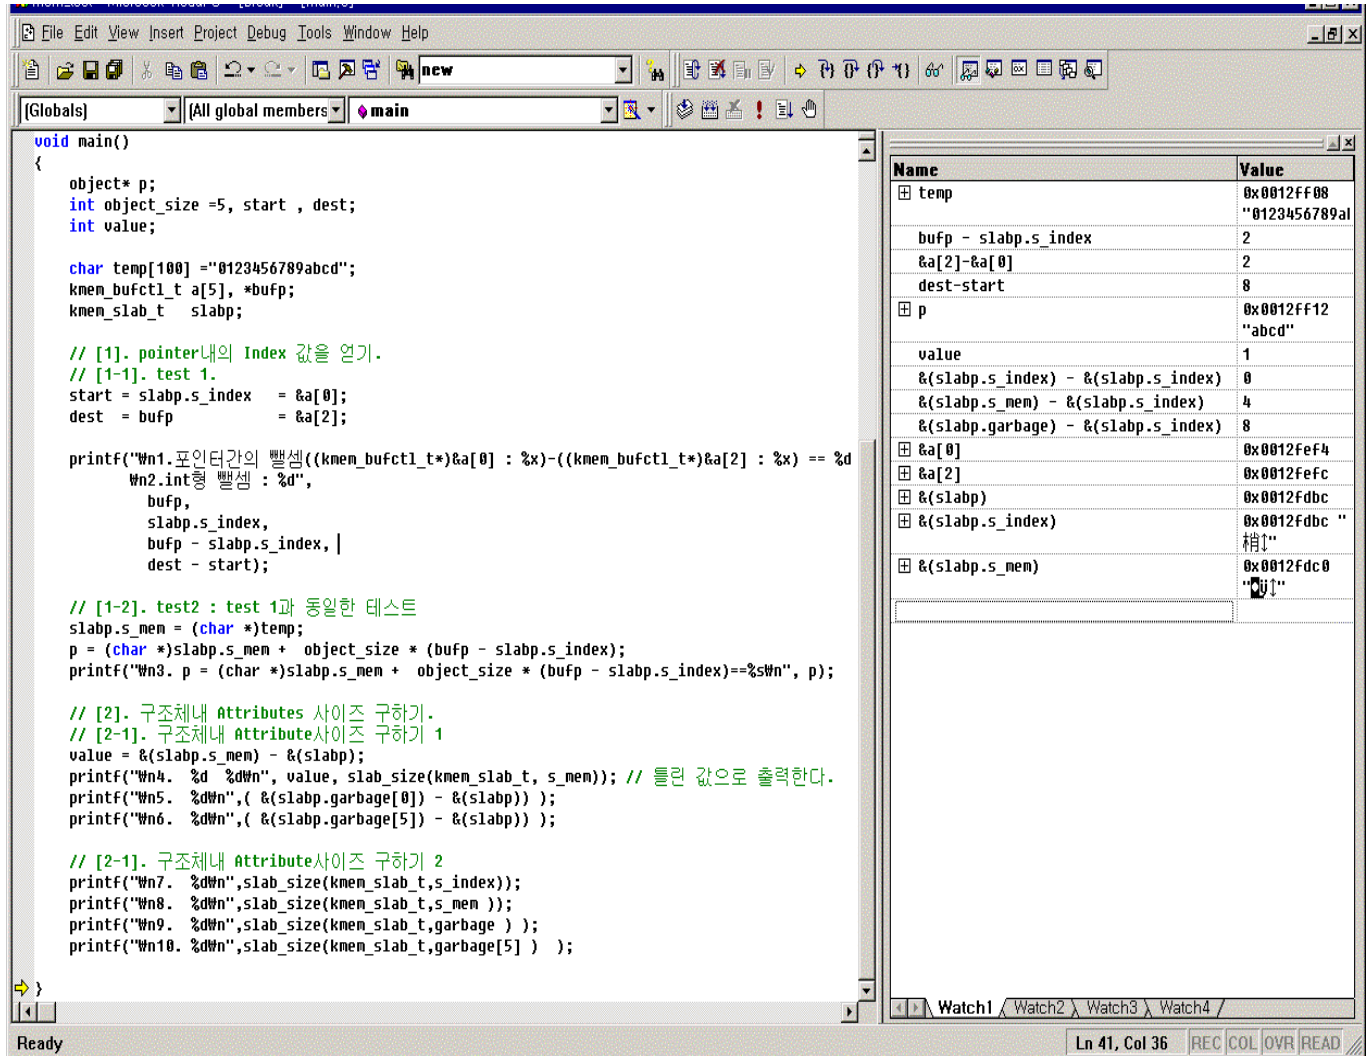 File Edit View Insert Project Debug Tools Window Help
new
(Globals) (All global members main
void main()
{
object* p;
int object_size =5, start , dest;
int value;
char temp[100] ="0123456789abcd";
kmem_bufctl_t a[5], *bufp;
kmem_slab_t slabp;
// [1]. pointer내의 Index 값을 얻기.
// [1-1]. test 1.
start = slabp.s_index = &a[0];
dest = bufp = &a[2];
printf("₩n1.포인터간의 뺄셈((kmem_bufctl_t*)&a[0] : %x)-((kmem_bufctl_t*)&a[2] : %x) == %d
₩n2.int형 뺄셈 : %d",
bufp,
slabp.s_index,
bufp - slabp.s_index,
dest - start);
// [1-2]. test2 : test 1과 동일한 테스트
slabp.s_mem = (char *)temp;
p = (char *)slabp.s_mem + object_size * (bufp - slabp.s_index);
printf("₩n3. p = (char *)slabp.s_mem + object_size * (bufp - slabp.s_index)==%s₩n", p);
// [2]. 구조체내 Attributes 사이즈 구하기.
// [2-1]. 구조체내 Attribute사이즈 구하기 1
value = &(slabp.s_mem) - &(slabp);
printf("₩n4. %d %d₩n", value, slab_size(kmem_slab_t, s_mem)); // 틀린 값으로 출력한다.
printf("₩n5. %d₩n",( &(slabp.garbage[0]) - &(slabp)) );
printf("₩n6. %d₩n",( &(slabp.garbage[5]) - &(slabp)) );
// [2-1]. 구조체내 Attribute사이즈 구하기 2
printf("₩n7. %d₩n",slab_size(kmem_slab_t,s_index));
printf("₩n8. %d₩n",slab_size(kmem_slab_t,s_mem ));
printf("₩n9. %d₩n",slab_size(kmem_slab_t,garbage ) );
printf("₩n10. %d₩n",slab_size(kmem_slab_t,garbage[5] ) );
}
Name Value
temp 0x0012ff08
"0123456789al
bufp - slabp.s_index 2
&a[2]-&a[0] 2
dest-start 8
p 0x0012ff12
"abcd"
value 1
&(slabp.s_index) - &(slabp.s_index) 0
&(slabp.s_mem) - &(slabp.s_index) 4
&(slabp.garbage) - &(slabp.s_index) 8
&a[0] 0x0012fef4
&a[2] 0x0012fefc
&(slabp) 0x0012fdbc
&(slabp.s_index) 0x0012fdbc "
&(slabp.s_mem) 0x0012fdc0
Watch1 Watch2 Watch3 Watch4
Ready Ln 41, Col 36 REC COL OVR READ